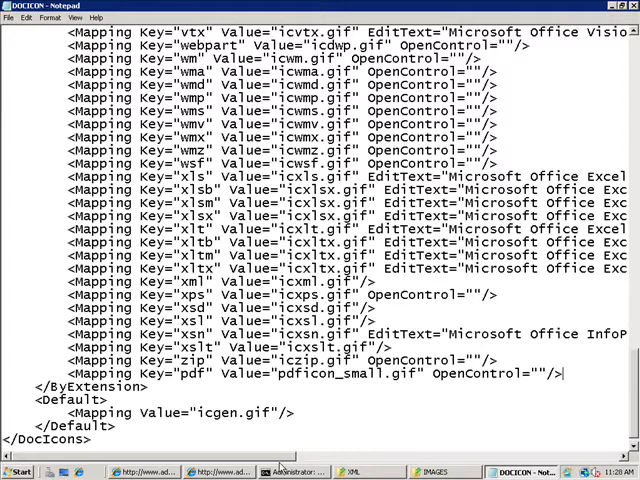 DOCICON - Notepad
File Edit Format View Help
<Mapping Key="vtx" Value="icvtx.gif" EditText="Microsoft Office Visio
<Mapping Key="webpart" Value="icdwp.gif" OpenControl=""/>
<Mapping Key="wm" Value="icwm.gif" OpenControl=""/>
<Mapping Key="wma" Value="icwma.gif" OpenControl=""/>
<Mapping Key="wmd" Value="icwmd.gif" OpenControl=""/>
<Mapping Key="wmp" Value="icwmp.gif" OpenControl=""/>
<Mapping Key="wms" Value="icwms.gif" OpenControl=""/>
<Mapping Key="wmv" Value="icwmv.gif" OpenControl=""/>
<Mapping Key="wmx" Value="icwmx.gif" OpenControl=""/>
<Mapping Key="wmz" Value="icwmz.gif" OpenControl=""/>
<Mapping Key="wsf" Value="icwsf.gif" OpenControl=""/>
<Mapping Key="xls" Value="icxls.gif" EditText="Microsoft Office Excel
<Mapping Key="xlsb" Value="icxlsx.gif" EditText="Microsoft Office Exc
<Mapping Key="xlsm" Value="icxlsx.gif" EditText="Microsoft Office Exc
<Mapping Key="xlsx" Value="icxlsx.gif" EditText="Microsoft Office Exc
<Mapping Key="xlt" Value="icxlt.gif" EditText="Microsoft Office Excel
<Mapping Key="xltb" Value="icxltx.gif" EditText="Microsoft Office Exc
<Mapping Key="xltm" Value="icxltx.gif" EditText="Microsoft Office Exc
<Mapping Key="xltx" Value="icxltx.gif" EditText="Microsoft Office Exc
<Mapping Key="xml" Value="icxml.gif"/>
<Mapping Key="xps" Value="icxps.gif" OpenControl=""/>
<Mapping Key="xsd" Value="icxsd.gif"/>
<Mapping Key="xsl" Value="icxsl.gif"/>
<Mapping Key="xsn" Value="icxsn.gif" EditText="Microsoft Office InfoP
<Mapping Key="xslt" Value="icxslt.gif"/>
<Mapping Key="zip" Value="iczip.gif" OpenControl=""/>
<Mapping Key="pdf" Value="pdficon_small.gif" OpenControl=""/>
</ByExtension>
<Default>
<Mapping Value="icgen.gif"/>
</Default>
</DocIcons>
Start http://www.ad... http://www.ad... Administrator: ... XML IMAGES DOCICON - Not... 11:28 AM